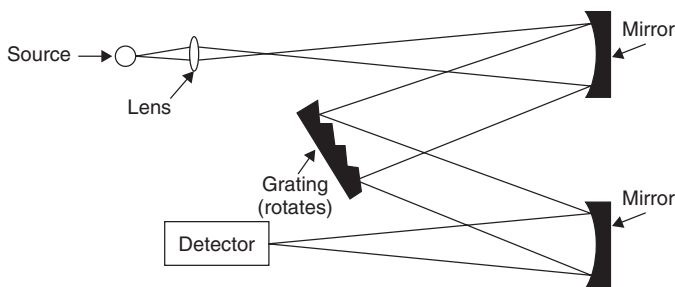 Source
Lens
Mirror
Grating
(rotates)
Mirror
Detector